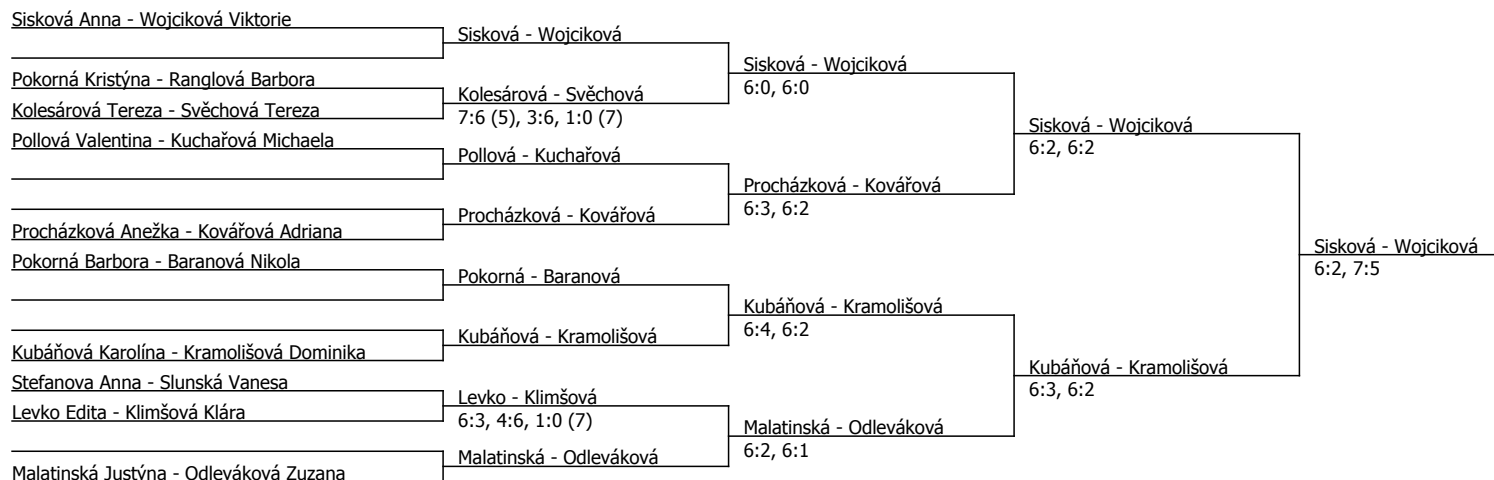 Sisková Anna - Wojciková Viktorie
Pokorná Kristýna - Ranglová Barbora
Kolesárová Tereza - Svěchová Tereza
Pollová Valentina - Kuchařová Michaela
Procházková Anežka - Kovářová Adriana
Pokorná Barbora - Baranová Nikola
Kubáňová Karolína - Kramolišová Dominika
Stefanova Anna - Slunská Vanesa
Levko Edita - Klimšová Klára
Malatinská Justýna - Odleváková Zuzana
Sisková - Wojciková
Kolesárová - Svěchová
7:6 (5), 3:6, 1:0 (7)
Pollová - Kuchařová
Procházková - Kovářová
Pokorná - Baranová
Kubáňová - Kramolišová
Levko - Klimšová
6:3, 4:6, 1:0 (7)
Malatinská - Odleváková
Sisková - Wojciková
6:0, 6:0
Procházková - Kovářová
6:3, 6:2
Kubáňová - Kramolišová
6:4, 6:2
Malatinská - Odleváková
6:2, 6:1
Sisková - Wojciková
6:2, 6:2
Kubáňová - Kramolišová
6:3, 6:2
Sisková - Wojciková
6:2, 7:5